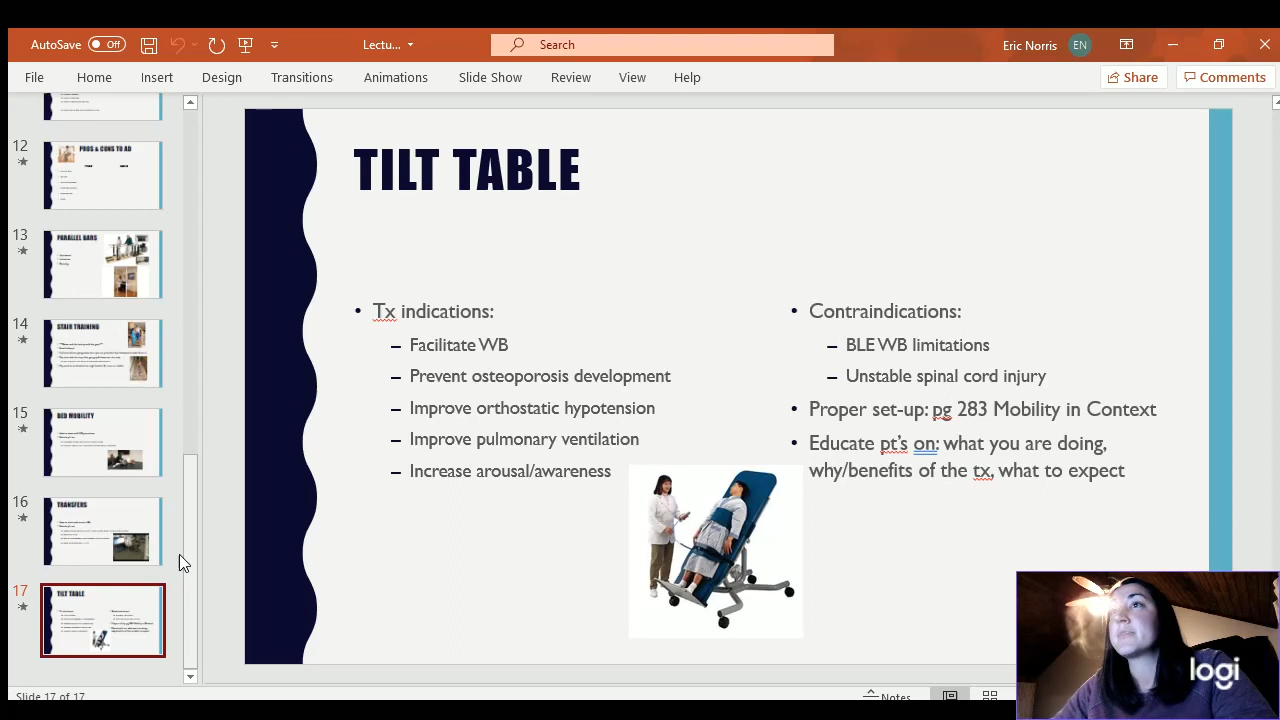 AutoSave Off Lectu... Search Eric Norris EN
File Home Insert Design Transitions Animations Slide Show Review View Help Share Comments
12
PROS & CONS TO AD
13
PARALLEL BARS
14
STAIR TRAINING
15
BED MOBILITY
16
TRANSFERS
17
TILT TABLE
TILT TABLE
• Tx indications:
– Facilitate WB
– Prevent osteoporosis development
– Improve orthostatic hypotension
– Improve pulmonary ventilation
– Increase arousal/awareness
• Contraindications:
– BLE WB limitations
– Unstable spinal cord injury
• Proper set-up: pg 283 Mobility in Context
• Educate pt's on: what you are doing,
why/benefits of the tx, what to expect
logi
Slide 17 of 17 Notes